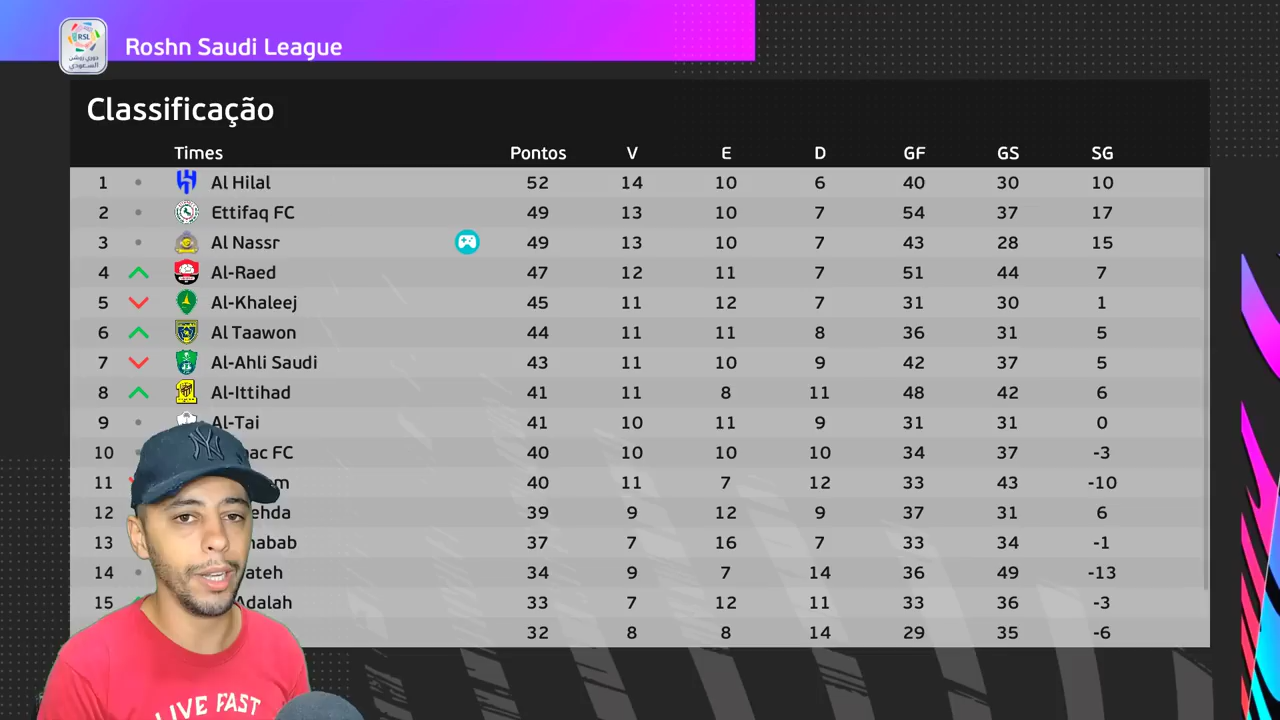 RSL
دوري روشن
السعودي
Roshn Saudi League
Classificação
Times Pontos V E D GF GS SG
1 Al Hilal 52 14 10 6 40 30 10
2 Ettifaq FC 49 13 10 7 54 37 17
3 Al Nassr 49 13 10 7 43 28 15
4 Al-Raed 47 12 11 7 51 44 7
5 Al-Khaleej 45 11 12 7 31 30 1
6 Al Taawon 44 11 11 8 36 31 5
7 Al-Ahli Saudi 43 11 10 9 42 37 5
8 Al-Ittihad 41 11 8 11 48 42 6
9 Al-Tai 41 10 11 9 31 31 0
10 FC 40 10 10 10 34 37 -3
11 40 11 7 12 33 43 -10
12 39 9 12 9 37 31 6
13 37 7 16 7 33 34 -1
14 34 9 7 14 36 49 -13
15 Adalah 33 7 12 11 33 36 -3
32 8 8 14 29 35 -6
NY
LIVE FAST